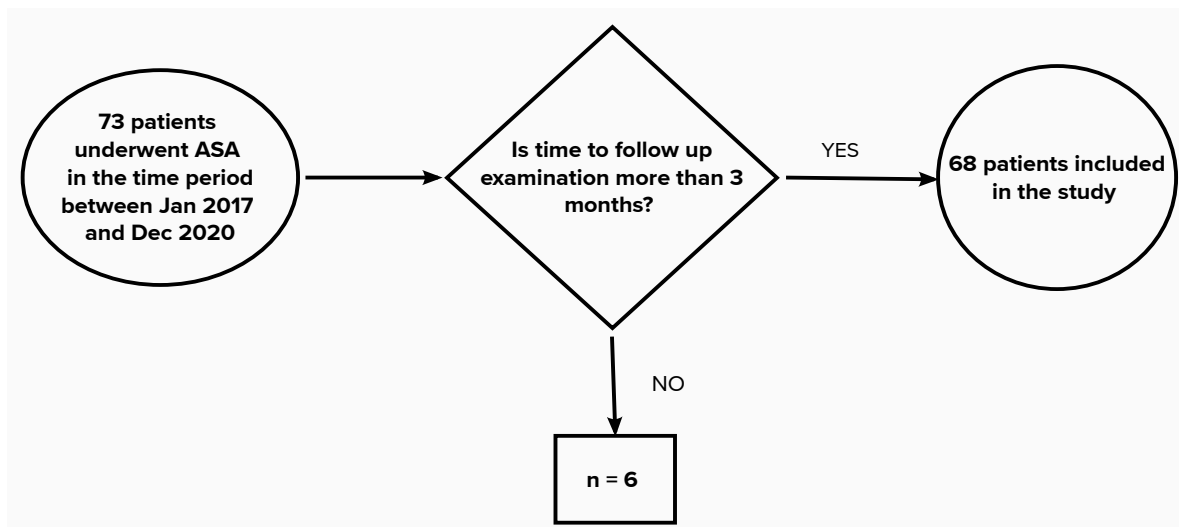 73 patients
underwent ASA
in the time period
between Jan 2017
and Dec 2020
Is time to follow up
examination more than 3
months?
YES
68 patients included
in the study
NO
n = 6